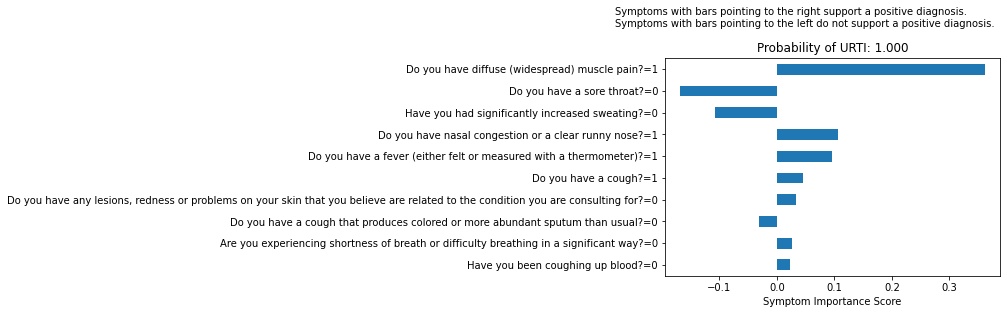 Symptoms with bars pointing to the right support a positive diagnosis.
Symptoms with bars pointing to the left do not support a positive diagnosis.
Probability of URTI: 1.000
Do you have diffuse (widespread) muscle pain?=1
Do you have a sore throat?=0
Have you had significantly increased sweating?=0
Do you have nasal congestion or a clear runny nose?=1
Do you have a fever (either felt or measured with a thermometer)?=1
Do you have a cough?=1
Do you have any lesions, redness or problems on your skin that you believe are related to the condition you are consulting for?=0
Do you have a cough that produces colored or more abundant sputum than usual?=0
Are you experiencing shortness of breath or difficulty breathing in a significant way?=0
Have you been coughing up blood?=0
−0.1 0.0 0.1 0.2 0.3
Symptom Importance Score